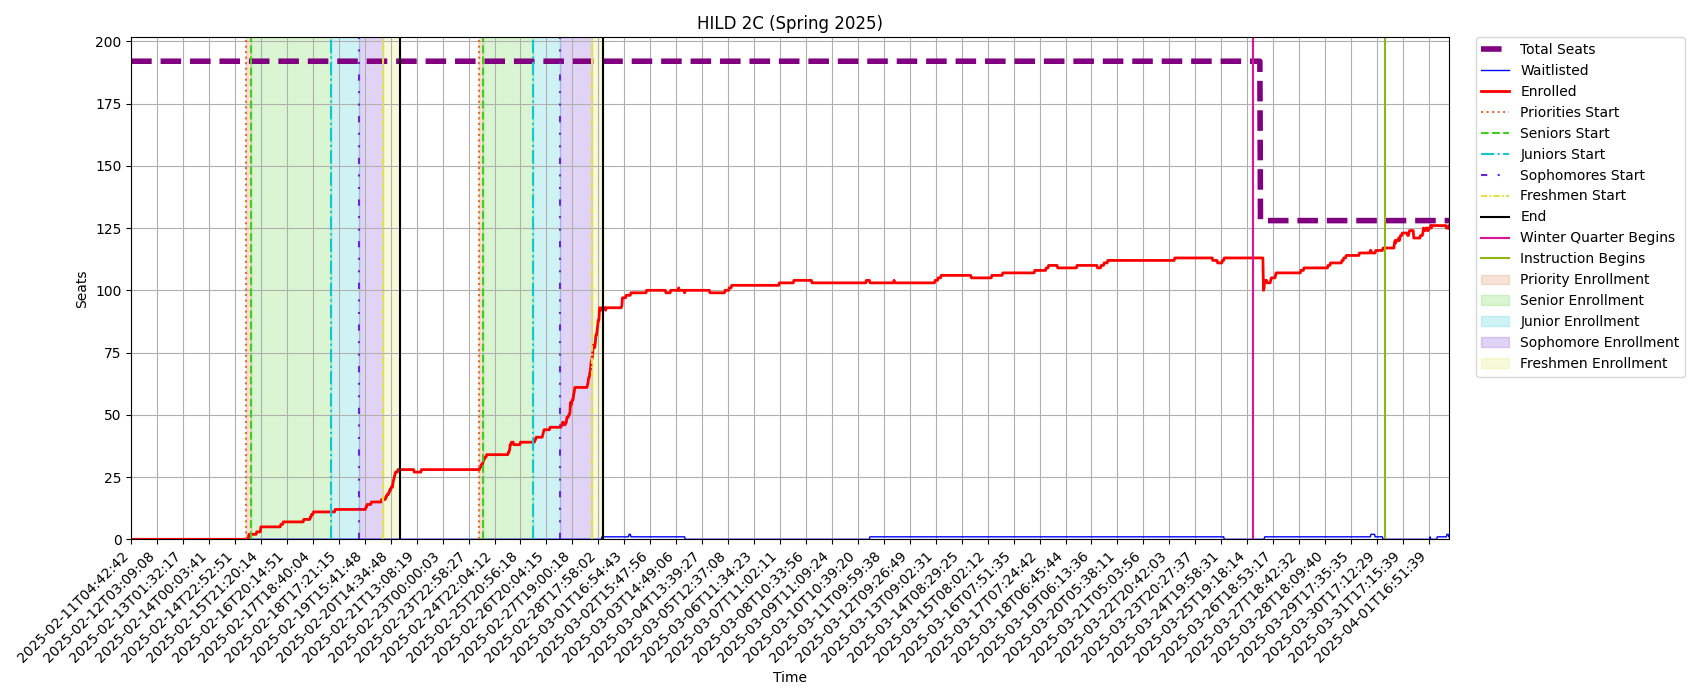 HILD 2C (Spring 2025)
200
175
150
125
100
75
50
25
0
Seats
2025-02-11T04:42:42
2025-02-12T03:09:08
2025-02-13T01:32:17
2025-02-14T00:03:41
2025-02-14T22:52:51
2025-02-15T21:20:14
2025-02-16T20:14:51
2025-02-17T18:40:04
2025-02-18T17:21:15
2025-02-19T15:41:48
2025-02-20T14:34:48
2025-02-21T13:08:19
2025-02-23T00:00:03
2025-02-23T22:58:27
2025-02-24T22:04:12
2025-02-25T20:56:18
2025-02-26T20:04:15
2025-02-27T19:00:18
2025-02-28T17:58:02
2025-03-01T16:54:43
2025-03-02T15:47:56
2025-03-03T14:49:06
2025-03-04T13:39:27
2025-03-05T12:37:08
2025-03-06T11:34:23
2025-03-07T11:02:11
2025-03-08T10:33:56
2025-03-09T11:09:24
2025-03-10T10:39:20
2025-03-11T09:59:38
2025-03-12T09:26:49
2025-03-13T09:02:31
2025-03-14T08:29:25
2025-03-15T08:02:12
2025-03-16T07:51:35
2025-03-17T07:24:42
2025-03-18T06:45:44
2025-03-19T06:13:36
2025-03-20T05:38:11
2025-03-21T05:03:56
2025-03-22T20:42:03
2025-03-23T20:27:37
2025-03-24T19:58:31
2025-03-25T19:18:14
2025-03-26T18:53:17
2025-03-27T18:42:32
2025-03-28T18:09:40
2025-03-29T17:35:35
2025-03-30T17:12:29
2025-03-31T17:15:39
2025-04-01T16:51:39
Time
Total Seats
Waitlisted
Enrolled
Priorities Start
Seniors Start
Juniors Start
Sophomores Start
Freshmen Start
End
Winter Quarter Begins
Instruction Begins
Priority Enrollment
Senior Enrollment
Junior Enrollment
Sophomore Enrollment
Freshmen Enrollment